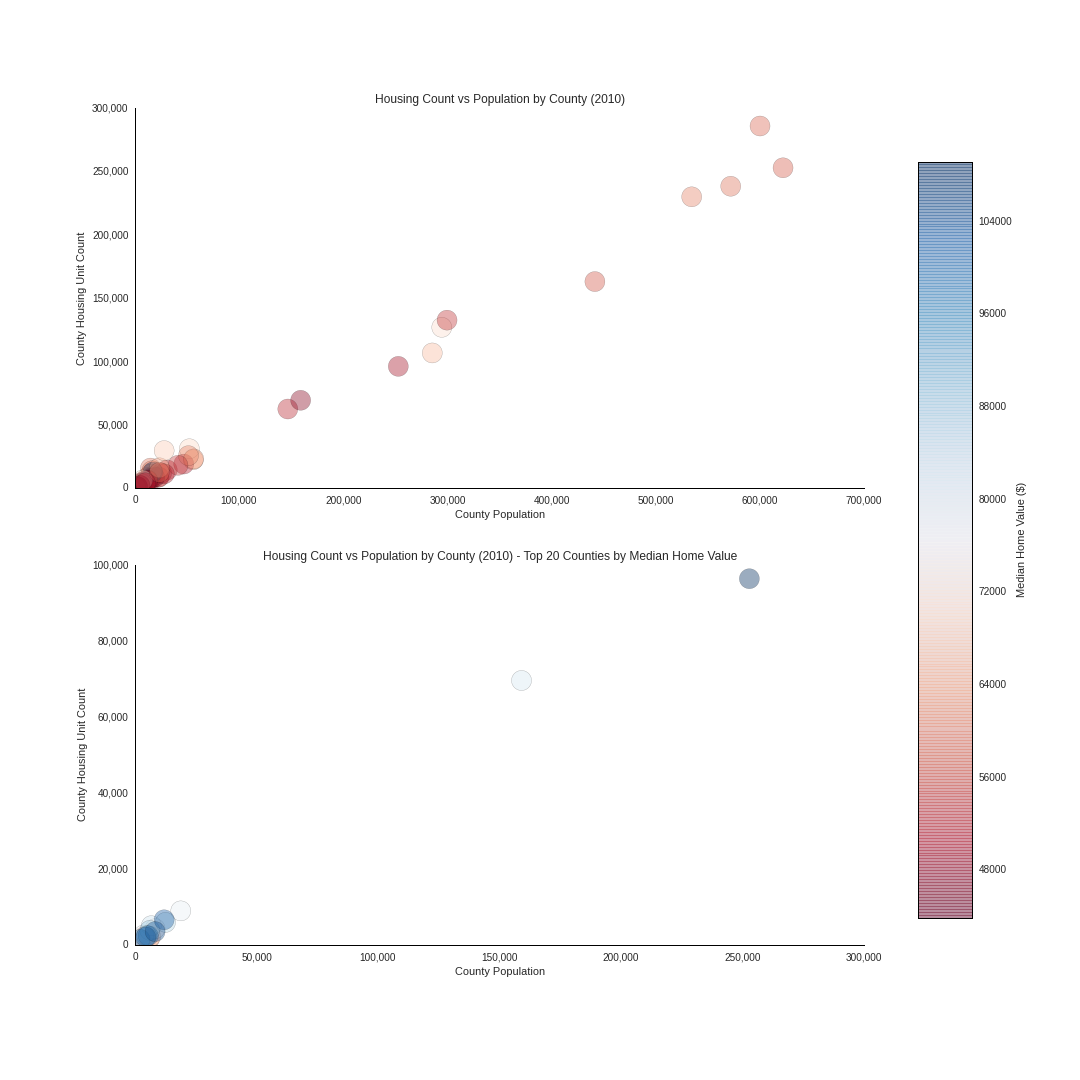 Housing Count vs Population by County (2010)
300,000
250,000
200,000
150,000
100,000
50,000
0
County Housing Unit Count
0 100,000 200,000 300,000 400,000 500,000 600,000 700,000
County Population
Housing Count vs Population by County (2010) - Top 20 Counties by Median Home Value
100,000
80,000
60,000
40,000
20,000
0
County Housing Unit Count
0 50,000 100,000 150,000 200,000 250,000 300,000
County Population
104000
96000
88000
80000
72000
64000
56000
48000
Median Home Value ($)